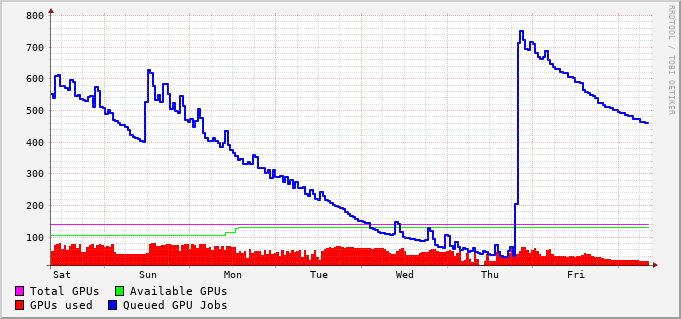 800
700
600
500
400
300
200
100
Sat Sun Mon Tue Wed Thu Fri
Total GPUs Available GPUs
GPUs used Queued GPU Jobs
RRDTOOL / TOBI OETIKER